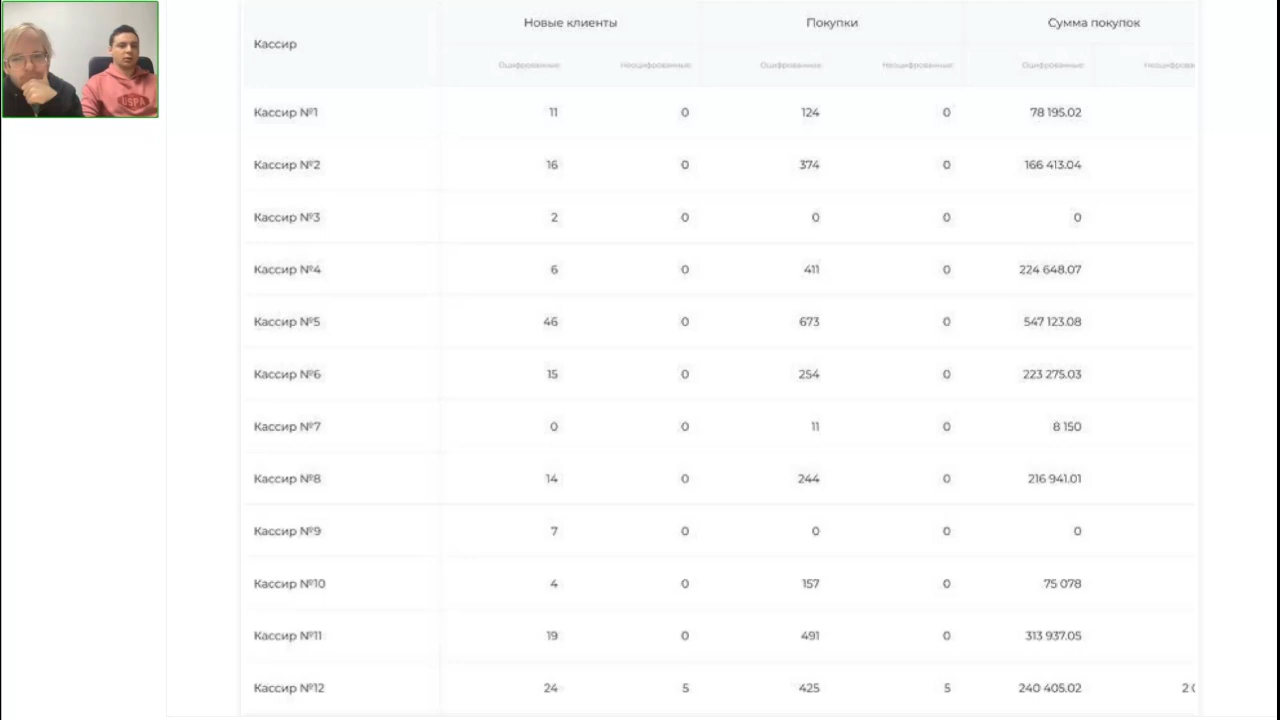 Кассир
Новые клиенты
Покупки
Сумма покупок
Оцифрованные Неоцифрованные Оцифрованные Неоцифрованные Оцифрованные
Кассир №1 11 0 124 0 78 195.02
Кассир №2 16 0 374 0 166 413.04
Кассир №3 2 0 0 0 0
Кассир №4 6 0 411 0 224 648.07
Кассир №5 46 0 673 0 547 123.08
Кассир №6 15 0 254 0 223 275.03
Кассир №7 0 0 11 0 8 150
Кассир №8 14 0 244 0 216 941.01
Кассир №9 7 0 0 0 0
Кассир №10 4 0 157 0 75 078
Кассир №11 19 0 491 0 313 937.05
Кассир №12 24 5 425 5 240 405.02
USPA